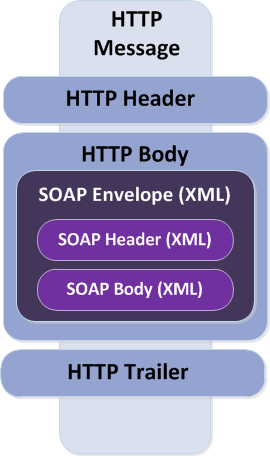 HTTP
Message
HTTP Header
HTTP Body
SOAP Envelope (XML)
SOAP Header (XML)
SOAP Body (XML)
HTTP Trailer